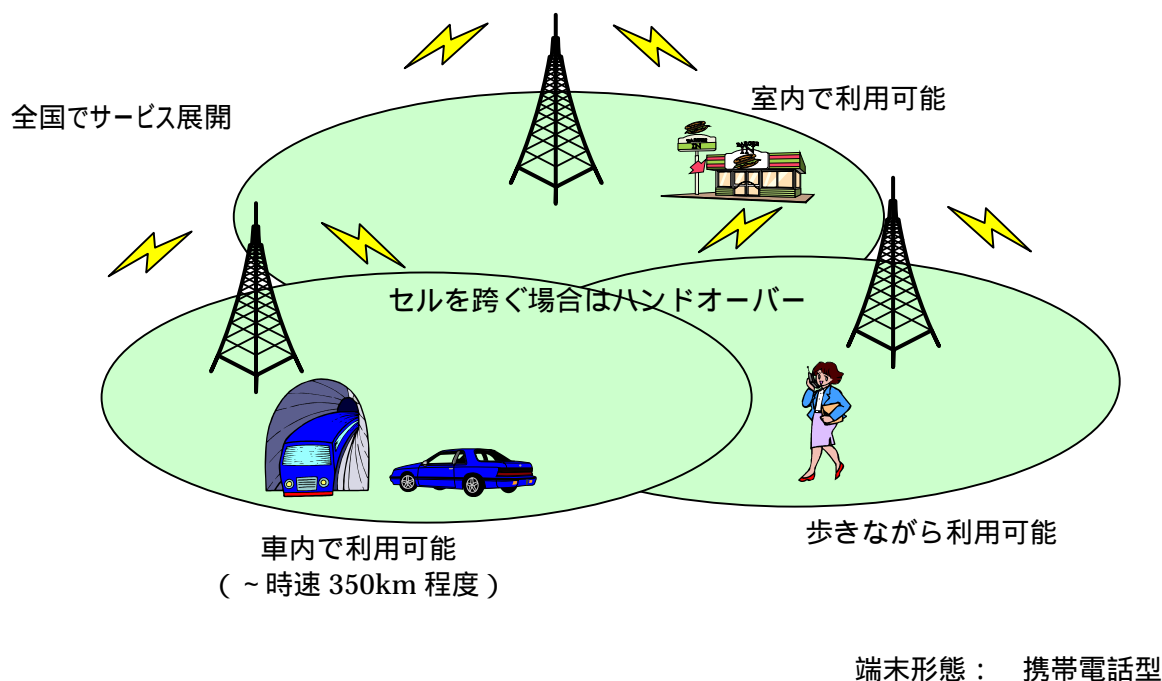 全国でサービス展開
室内で利用可能
セルを跨ぐ場合はハンドオーバー
車内で利用可能
（ ~ 時速 350km 程度 ）
歩きながら利用可能
端末形態： 携帯電話型